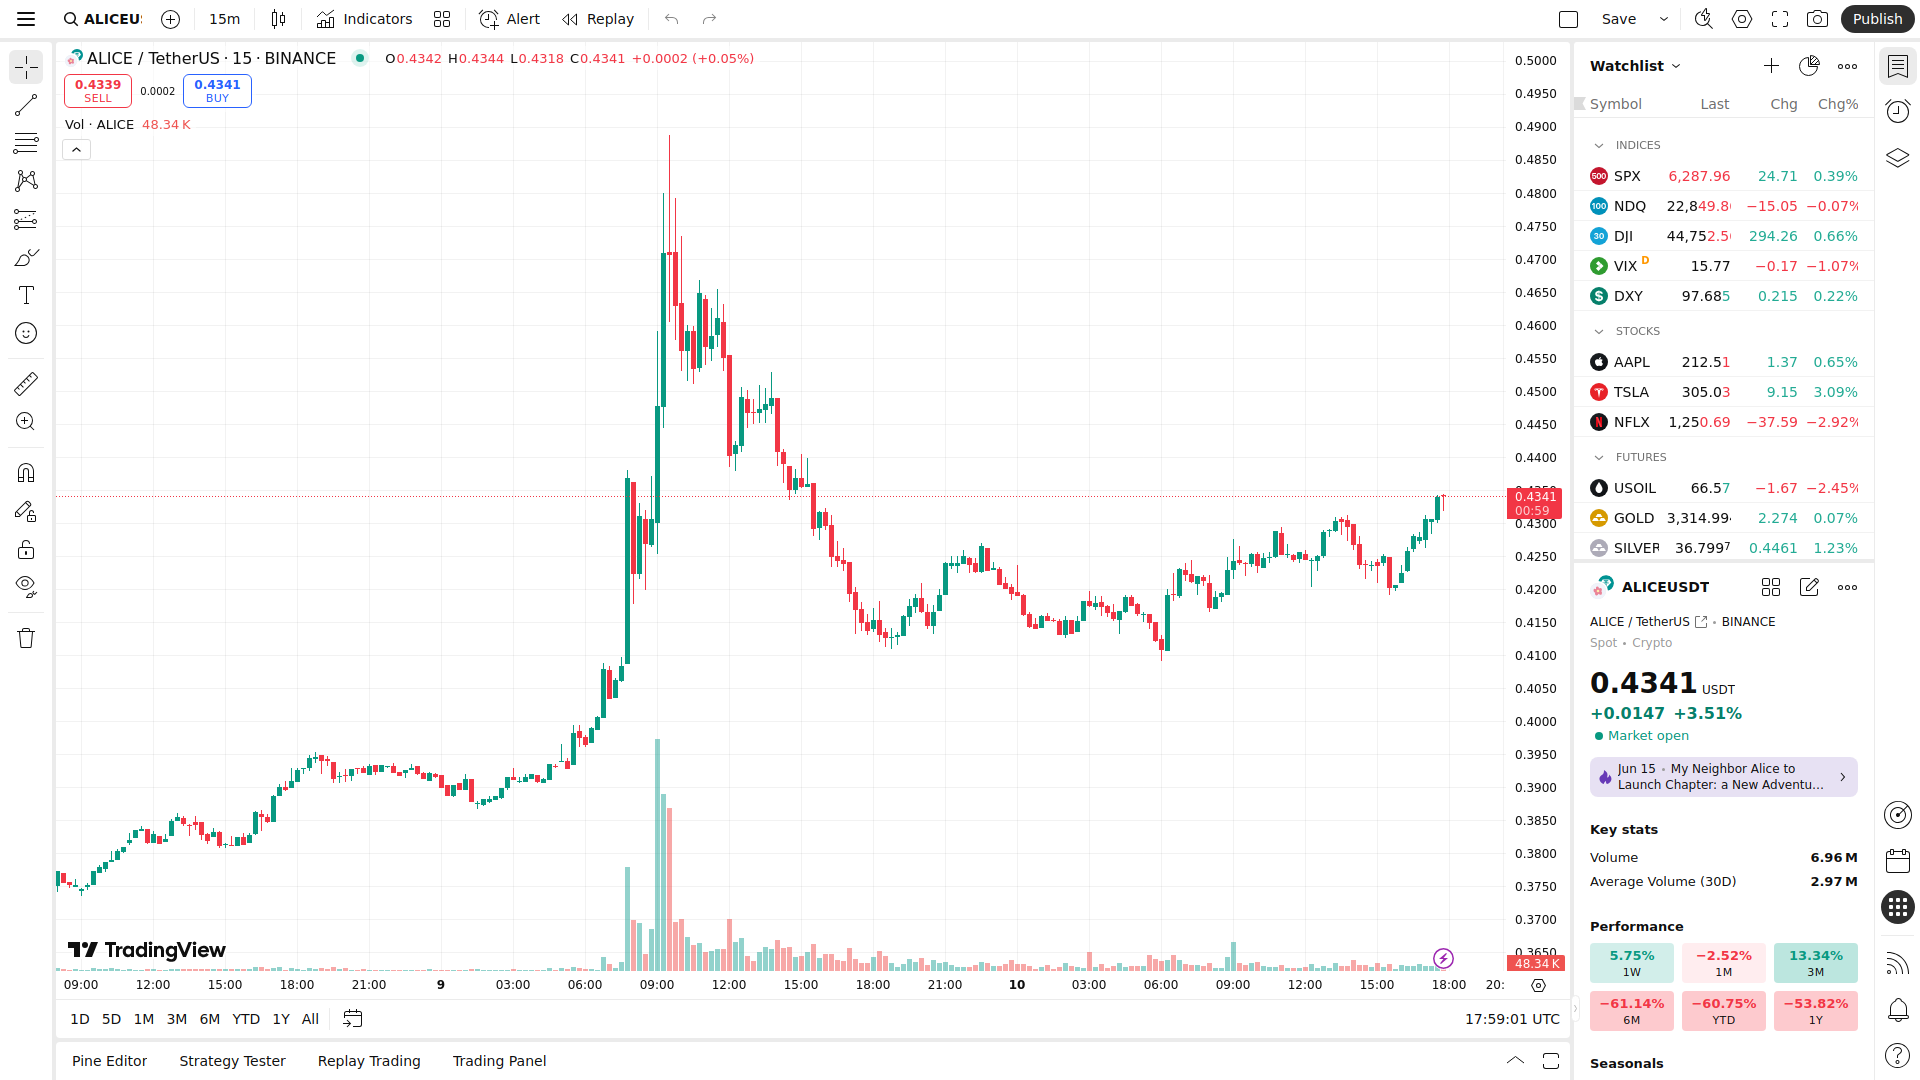 ALICEU
15m
Indicators
Alert
Replay
Save
Publish
ALICE / TetherUS · 15 · BINANCE
O0.4342 H0.4344 L0.4318 C0.4341 +0.0002 (+0.05%)
0.4339
SELL
0.0002
0.4341
BUY
Vol · ALICE 48.34 K
0.5000
0.4950
0.4900
0.4850
0.4800
0.4750
0.4700
0.4650
0.4600
0.4550
0.4500
0.4450
0.4400
0.4341
00:59
0.4300
0.4250
0.4200
0.4150
0.4100
0.4050
0.4000
0.3950
0.3900
0.3850
0.3800
0.3750
0.3700
0.3650
48.34 K
TradingView
09:00 12:00 15:00 18:00 21:00 9 03:00 06:00 09:00 12:00 15:00 18:00 21:00 10 03:00 06:00 09:00 12:00 15:00 18:00 20:
1D 5D 1M 3M 6M YTD 1Y All
17:59:01 UTC
Pine Editor
Strategy Tester
Replay Trading
Trading Panel
Watchlist
Symbol Last Chg Chg%
INDICES
500 SPX 6,287.96 24.71 0.39%
100 NDQ 22,849.8 −15.05 −0.07%
30 DJI 44,752.5 294.26 0.66%
VIX D 15.77 −0.17 −1.07%
$ DXY 97.685 0.215 0.22%
STOCKS
AAPL 212.51 1.37 0.65%
TSLA 305.03 9.15 3.09%
N NFLX 1,250.69 −37.59 −2.92%
FUTURES
USOIL 66.57 −1.67 −2.45%
GOLD 3,314.99 2.274 0.07%
SILVER 36.7997 0.4461 1.23%
ALICEUSDT
ALICE / TetherUS • BINANCE
Spot • Crypto
0.4341 USDT
+0.0147 +3.51%
Market open
Jun 15 • My Neighbor Alice to
Launch Chapter: a New Adventu…
Key stats
Volume 6.96 M
Average Volume (30D) 2.97 M
Performance
5.75%
1W
−2.52%
1M
13.34%
3M
−61.14%
6M
−60.75%
YTD
−53.82%
1Y
Seasonals